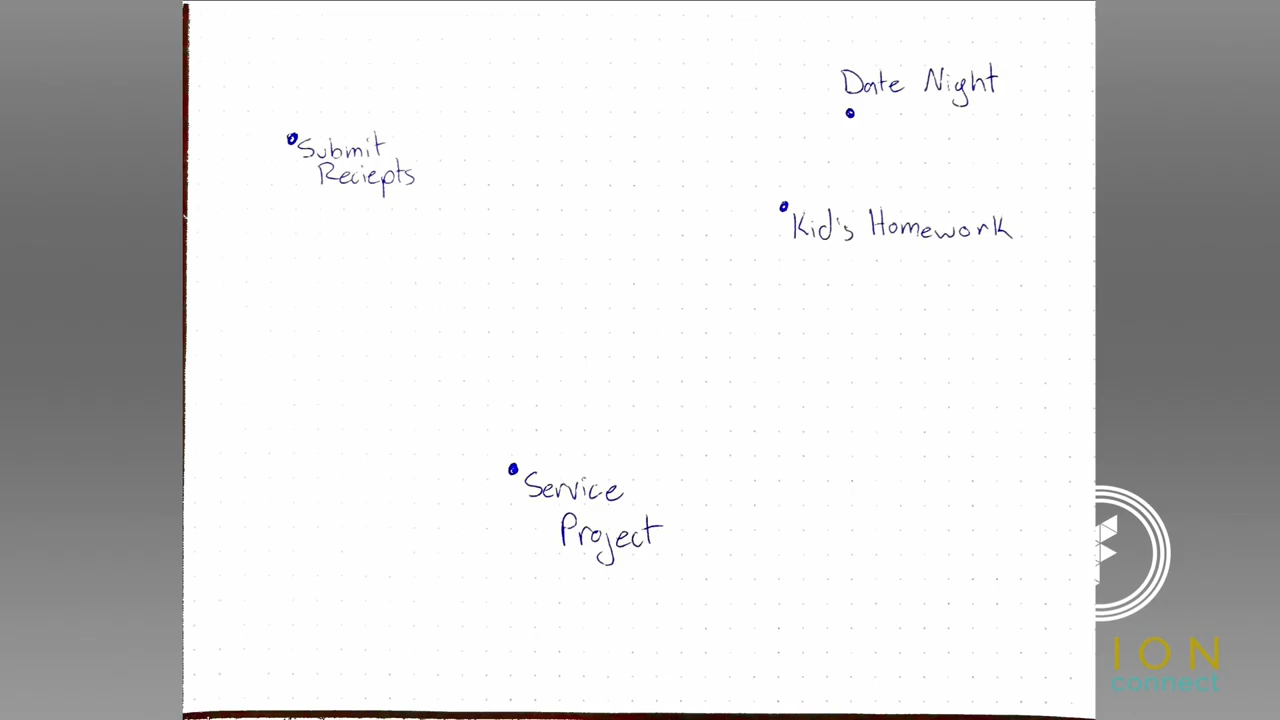 Date Night
Submit
Reciepts
Kid's Homework
Service
Project
ION
connect